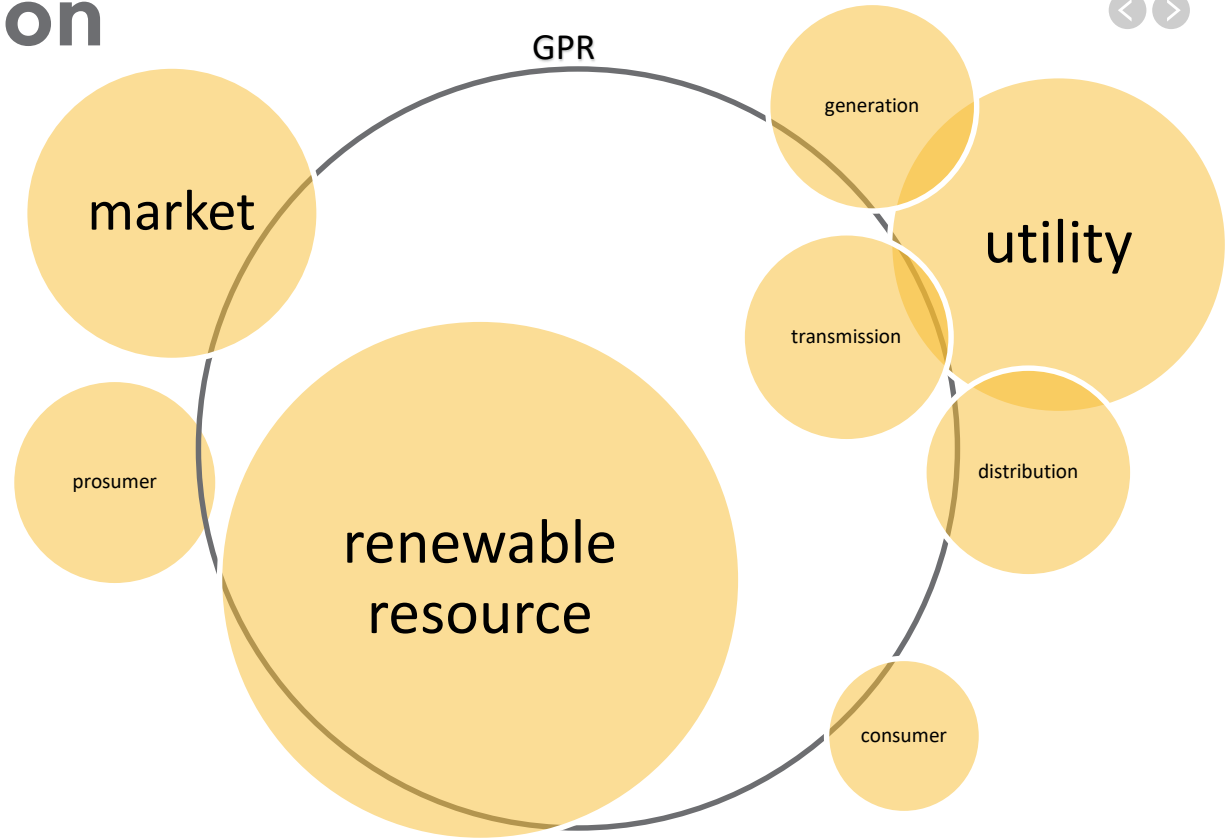 on
GPR
generation
market
utility
transmission
prosumer
distribution
renewable
resource
consumer